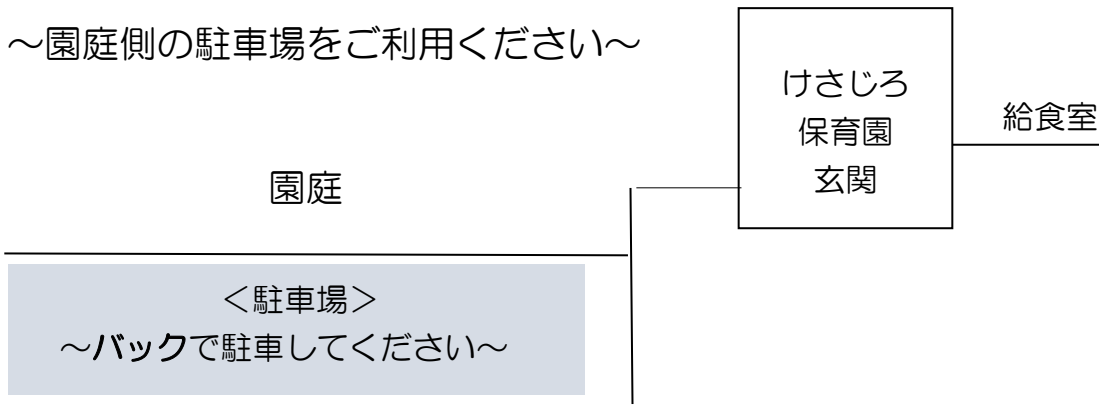 ～園庭側の駐車場をご利用ください～
けさじろ
保育園
玄関
給食室
園庭
＜駐車場＞
～バックで駐車してください～